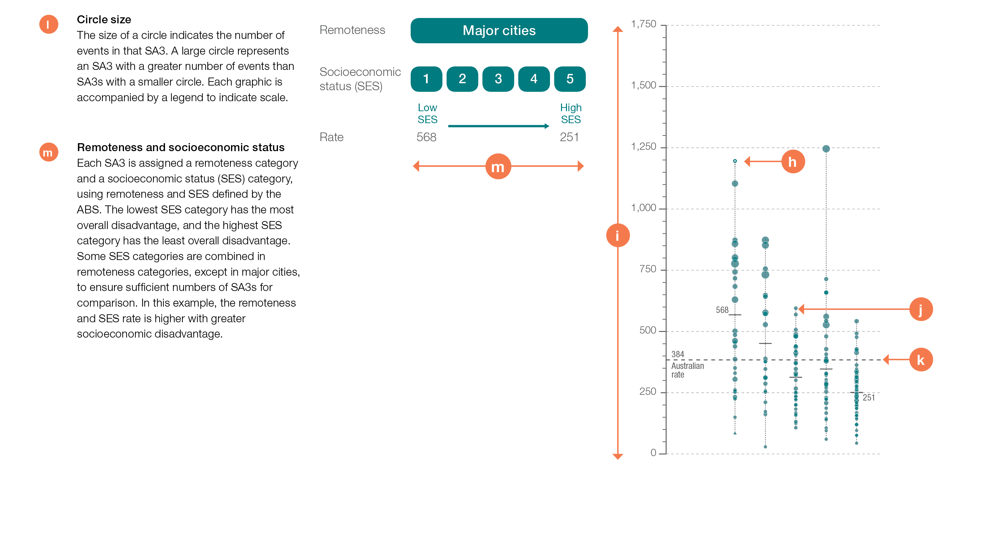 l
Circle size
The size of a circle indicates the number of
events in that SA3. A large circle represents
an SA3 with a greater number of events than
SA3s with a smaller circle. Each graphic is
accompanied by a legend to indicate scale.
m
Remoteness and socioeconomic status
Each SA3 is assigned a remoteness category
and a socioeconomic status (SES) category,
using remoteness and SES defined by the
ABS. The lowest SES category has the most
overall disadvantage, and the highest SES
category has the least overall disadvantage.
Some SES categories are combined in
remoteness categories, except in major cities,
to ensure sufficient numbers of SA3s for
comparison. In this example, the remoteness
and SES rate is higher with greater
socioeconomic disadvantage.
Remoteness
Major cities
Socioeconomic
status (SES)
1 2 3 4 5
Low
SES
High
SES
Rate
568
251
m
i
1,750
1,500
1,250
1,000
750
500
250
0
h
j
k
568
384
Australian
rate
251